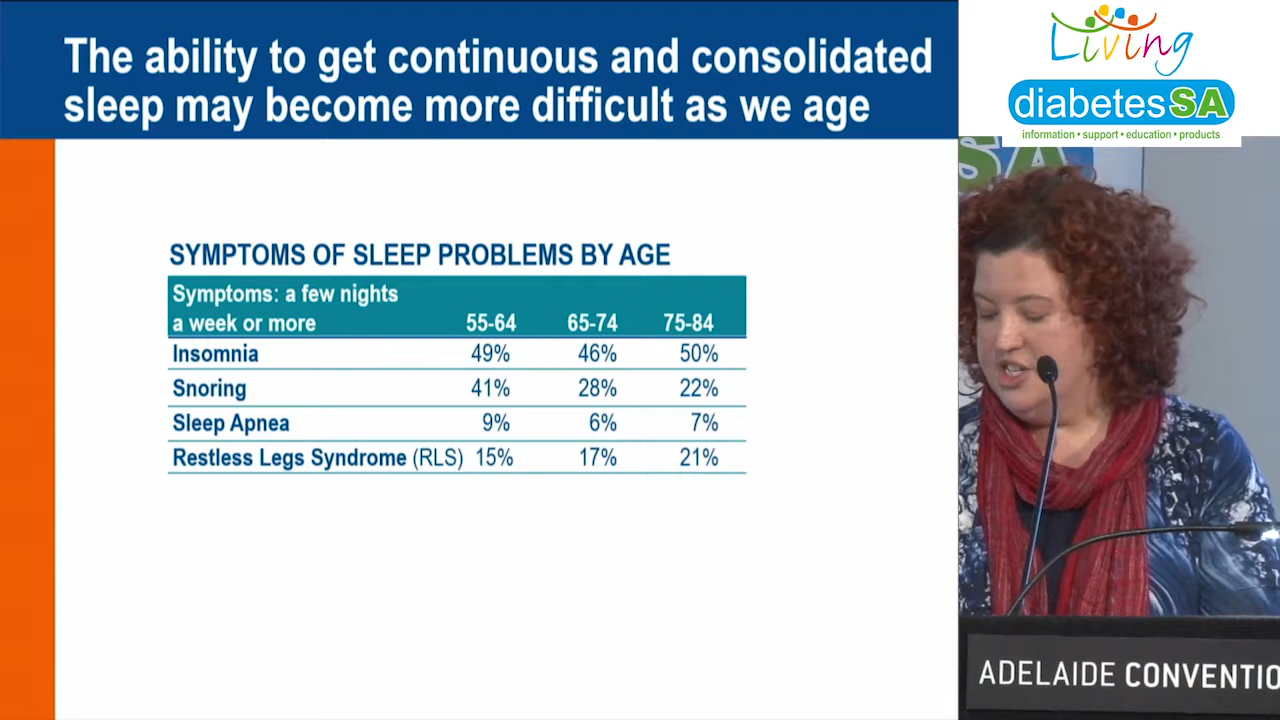 The ability to get continuous and consolidated
sleep may become more difficult as we age
SYMPTOMS OF SLEEP PROBLEMS BY AGE
Symptoms: a few nights
a week or more 55-64 65-74 75-84
Insomnia 49% 46% 50%
Snoring 41% 28% 22%
Sleep Apnea 9% 6% 7%
Restless Legs Syndrome (RLS) 15% 17% 21%
Living
diabetesSA
information • support • education • products
SA
ADELAIDE CONVENTIO